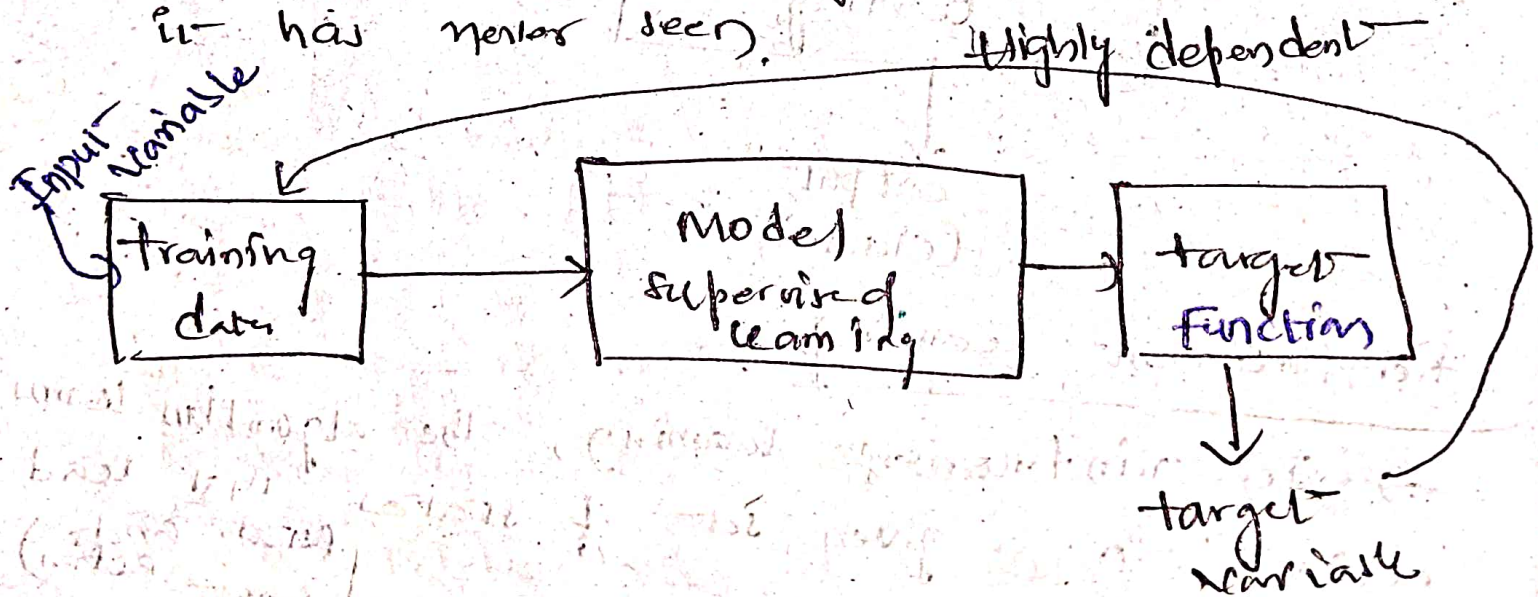 it has never seen.
Highly dependent
Input
variable
training
data
Model
supervised
learning
target
Function
target
variable